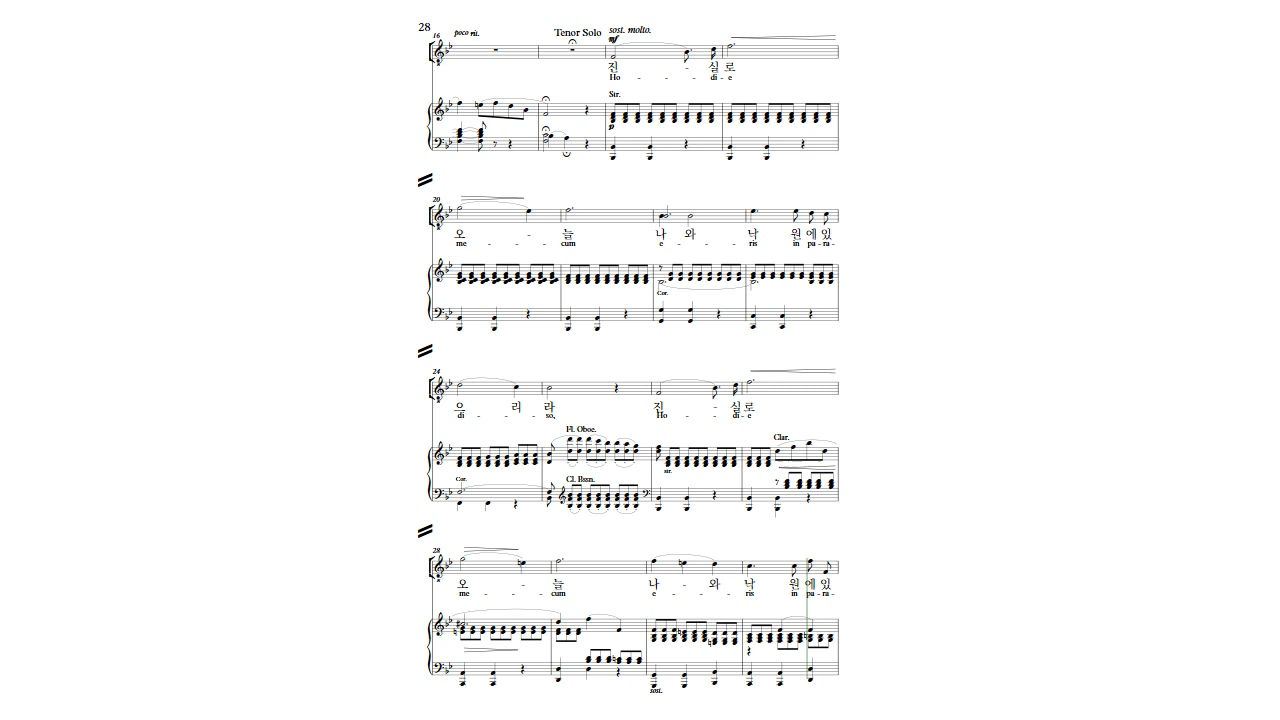 28
16 poco rit. Tenor Solo sost. molto.
mf
진 - 실 로
Ho - - - di - e
Str.
p
20
오 - 늘 나 와 낙 원 에 있
me - - - cum e - - - ris in pa - ra -
Cor.
24
으 리 라 진 - 실 로
di - - so, Ho - - di - e
Fl. Oboe.
Clar.
Cor. Cl. Bssn. str.
28
오 - 늘 나 - 와 낙 원 에 있
me - - - cum e - - - ris in pa - ra -
sost.